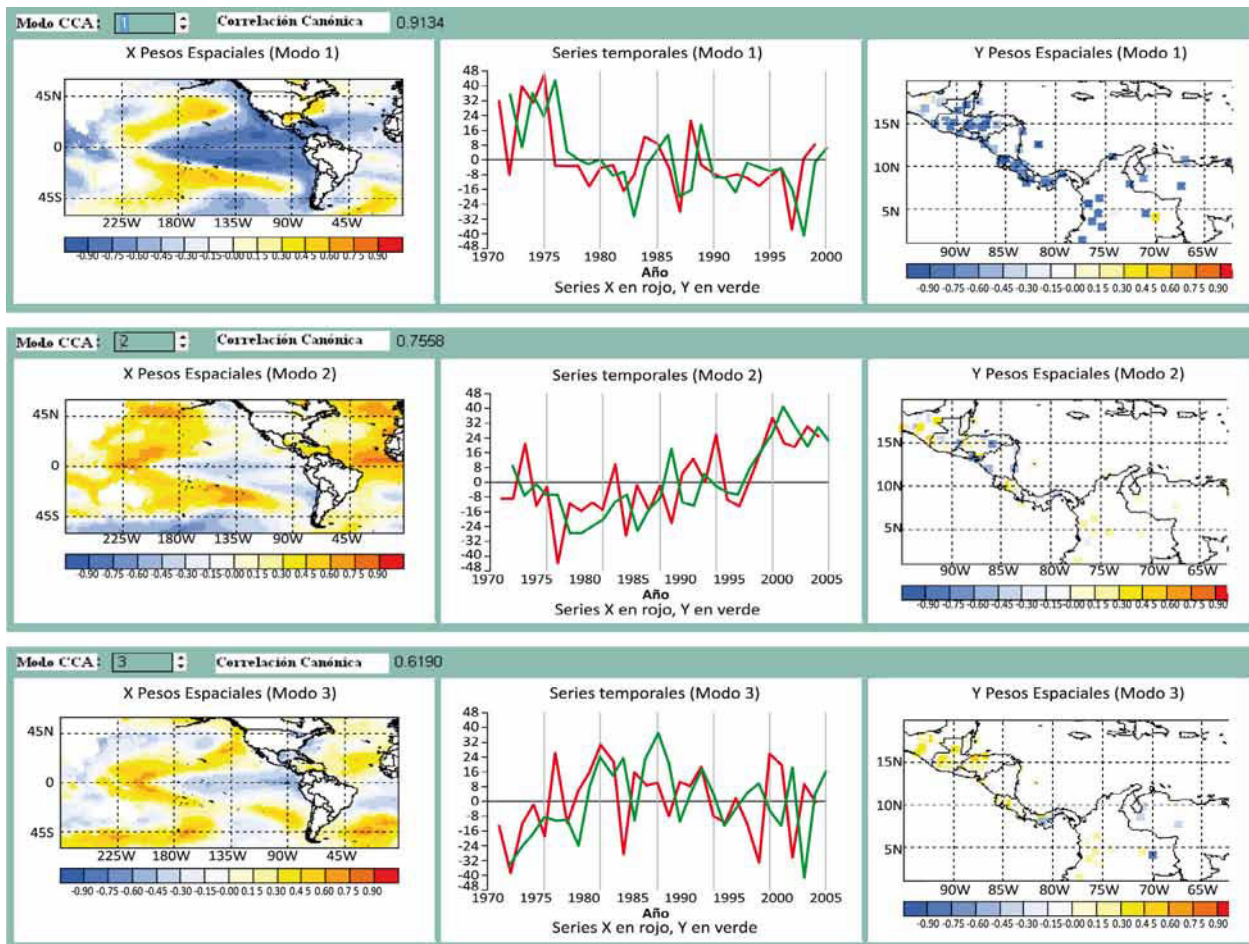 Modo CCA: 1 Correlación Canónica 0.9134
X Pesos Espaciales (Modo 1)
45N
0
45S
225W 180W 135W 90W 45W
-0.90 -0.75 -0.60 -0.45 -0.30 -0.15 -0.00 0.15 0.30 0.45 0.60 0.75 0.90
Series temporales (Modo 1)
48
40
32
24
16
8
0
-8
-16
-24
-32
-40
-48
1970 1975 1980 1985 1990 1995 2000
Año
Series X en rojo, Y en verde
Y Pesos Espaciales (Modo 1)
15N
10N
5N
90W 85W 80W 75W 70W 65W
-0.90 -0.75 -0.60 -0.45 -0.30 -0.15 -0.00 0.15 0.30 0.45 0.60 0.75 0.90
Modo CCA: 2 Correlación Canónica 0.7558
X Pesos Espaciales (Modo 2)
45N
0
45S
225W 180W 135W 90W 45W
-0.90 -0.75 -0.60 -0.45 -0.30 -0.15 -0.00 0.15 0.30 0.45 0.60 0.75 0.90
Series temporales (Modo 2)
48
40
32
24
16
8
0
-8
-16
-24
-32
-40
-48
1970 1975 1980 1985 1990 1995 2000 2005
Año
Series X en rojo, Y en verde
Y Pesos Espaciales (Modo 2)
15N
10N
5N
90W 85W 80W 75W 70W 65W
-0.90 -0.75 -0.60 -0.45 -0.30 -0.15 -0.00 0.15 0.30 0.45 0.60 0.75 0.90
Modo CCA: 3 Correlación Canónica 0.6190
X Pesos Espaciales (Modo 3)
45N
0
45S
225W 180W 135W 90W 45W
-0.90 -0.75 -0.60 -0.45 -0.30 -0.15 -0.00 0.15 0.30 0.45 0.60 0.75 0.90
Series temporales (Modo 3)
48
40
32
24
16
8
0
-8
-16
-24
-32
-40
-48
1970 1975 1980 1985 1990 1995 2000 2005
Año
Series X en rojo, Y en verde
Y Pesos Espaciales (Modo 3)
15N
10N
5N
90W 85W 80W 75W 70W 65W
-0.90 -0.75 -0.60 -0.45 -0.30 -0.15 -0.00 0.15 0.30 0.45 0.60 0.75 0.90